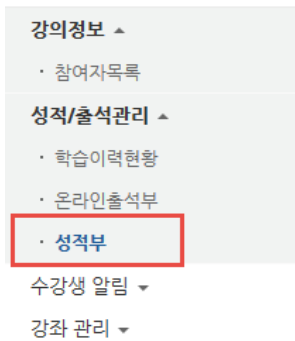 강의정보 ▲
· 참여자목록
성적/출석관리 ▲
· 학습이력현황
· 온라인출석부
· 성적부
수강생 알림 ▼
강좌 관리 ▼